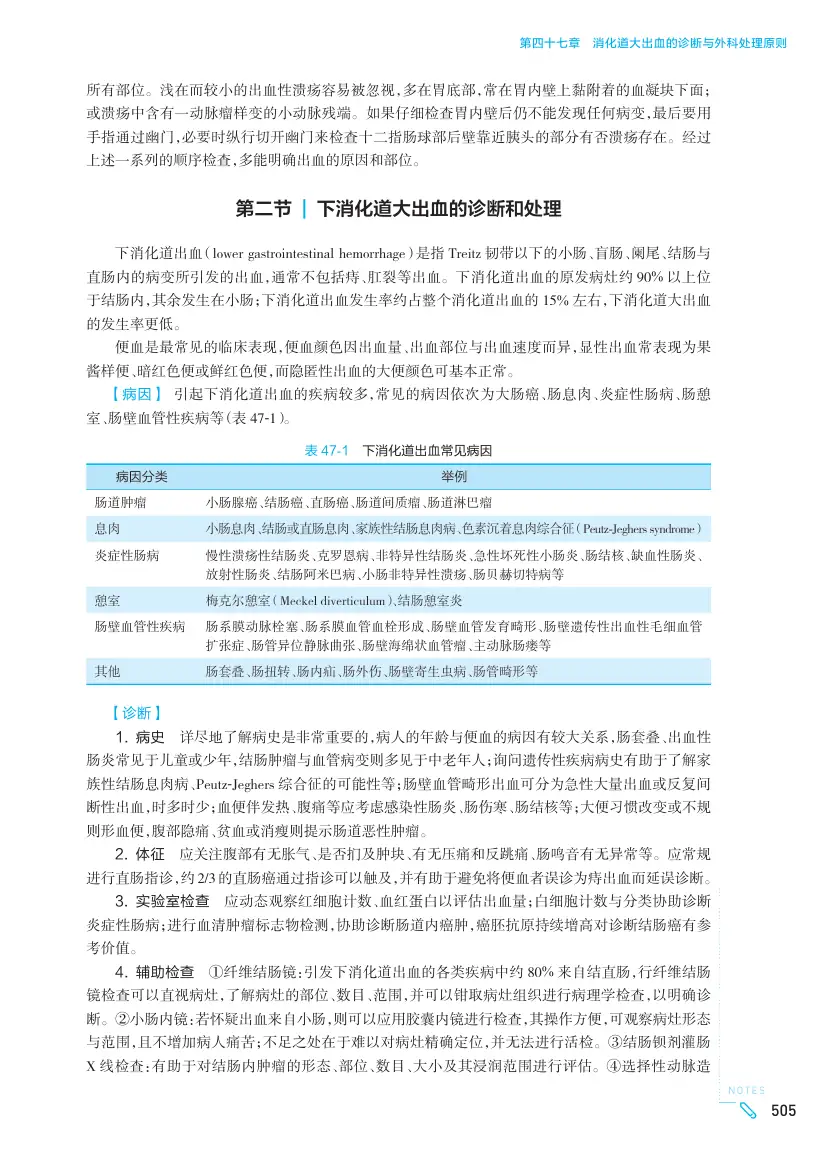 第四十七章　消化道大出血的诊断与外科处理原则
所有部位。浅在而较小的出血性溃疡容易被忽视,多在胃底部,常在胃内壁上黏附着的血凝块下面;
或溃疡中含有一动脉瘤样变的小动脉残端。如果仔细检查胃内壁后仍不能发现任何病变,最后要用
手指通过幽门,必要时纵行切开幽门来检查十二指肠球部后壁靠近胰头的部分有否溃疡存在。经过
上述一系列的顺序检查,多能明确出血的原因和部位。
第二节 | 下消化道大出血的诊断和处理
下消化道出血(lower gastrointestinal hemorrhage)是指 Treitz 韧带以下的小肠、盲肠、阑尾、结肠与
直肠内的病变所引发的出血,通常不包括痔、肛裂等出血。下消化道出血的原发病灶约 90% 以上位
于结肠内,其余发生在小肠;下消化道出血发生率约占整个消化道出血的 15% 左右,下消化道大出血
的发生率更低。
便血是最常见的临床表现,便血颜色因出血量、出血部位与出血速度而异,显性出血常表现为果
酱样便、暗红色便或鲜红色便,而隐匿性出血的大便颜色可基本正常。
【病因】 引起下消化道出血的疾病较多,常见的病因依次为大肠癌、肠息肉、炎症性肠病、肠憩
室、肠壁血管性疾病等(表 47-1)。
表 47-1　下消化道出血常见病因
病因分类　举例
肠道肿瘤　小肠腺癌、结肠癌、直肠癌、肠道间质瘤、肠道淋巴瘤
息肉　小肠息肉、结肠或直肠息肉、家族性结肠息肉病、色素沉着息肉综合征(Peutz-Jeghers syndrome)
炎症性肠病　慢性溃疡性结肠炎、克罗恩病、非特异性结肠炎、急性坏死性小肠炎、肠结核、缺血性肠炎、
放射性肠炎、结肠阿米巴病、小肠非特异性溃疡、肠贝赫切特病等
憩室　梅克尔憩室(Meckel diverticulum)、结肠憩室炎
肠壁血管性疾病　肠系膜动脉栓塞、肠系膜血管血栓形成、肠壁血管发育畸形、肠壁遗传性出血性毛细血管
扩张症、肠管异位静脉曲张、肠壁海绵状血管瘤、主动脉肠瘘等
其他　肠套叠、肠扭转、肠内疝、肠外伤、肠壁寄生虫病、肠管畸形等
【诊断】
1. 病史　详尽地了解病史是非常重要的,病人的年龄与便血的病因有较大关系,肠套叠、出血性
肠炎常见于儿童或少年,结肠肿瘤与血管病变则多见于中老年人;询问遗传性疾病病史有助于了解家
族性结肠息肉病、Peutz-Jeghers 综合征的可能性等;肠壁血管畸形出血可分为急性大量出血或反复间
断性出血,时多时少;血便伴发热、腹痛等应考虑感染性肠炎、肠伤寒、肠结核等;大便习惯改变或不规
则形血便,腹部隐痛、贫血或消瘦则提示肠道恶性肿瘤。
2. 体征　应关注腹部有无胀气、是否扪及肿块、有无压痛和反跳痛、肠鸣音有无异常等。应常规
进行直肠指诊,约 2/3 的直肠癌通过指诊可以触及,并有助于避免将便血者误诊为痔出血而延误诊断。
3. 实验室检查　应动态观察红细胞计数、血红蛋白以评估出血量;白细胞计数与分类协助诊断
炎症性肠病;进行血清肿瘤标志物检测,协助诊断肠道内癌肿,癌胚抗原持续增高对诊断结肠癌有参
考价值。
4. 辅助检查　①纤维结肠镜:引发下消化道出血的各类疾病中约 80% 来自结直肠,行纤维结肠
镜检查可以直视病灶,了解病灶的部位、数目、范围,并可以钳取病灶组织进行病理学检查,以明确诊
断。②小肠内镜:若怀疑出血来自小肠,则可以应用胶囊内镜进行检查,其操作方便,可观察病灶形态
与范围,且不增加病人痛苦;不足之处在于难以对病灶精确定位,并无法进行活检。③结肠钡剂灌肠
X 线检查:有助于对结肠内肿瘤的形态、部位、数目、大小及其浸润范围进行评估。④选择性动脉造
NOTES
505